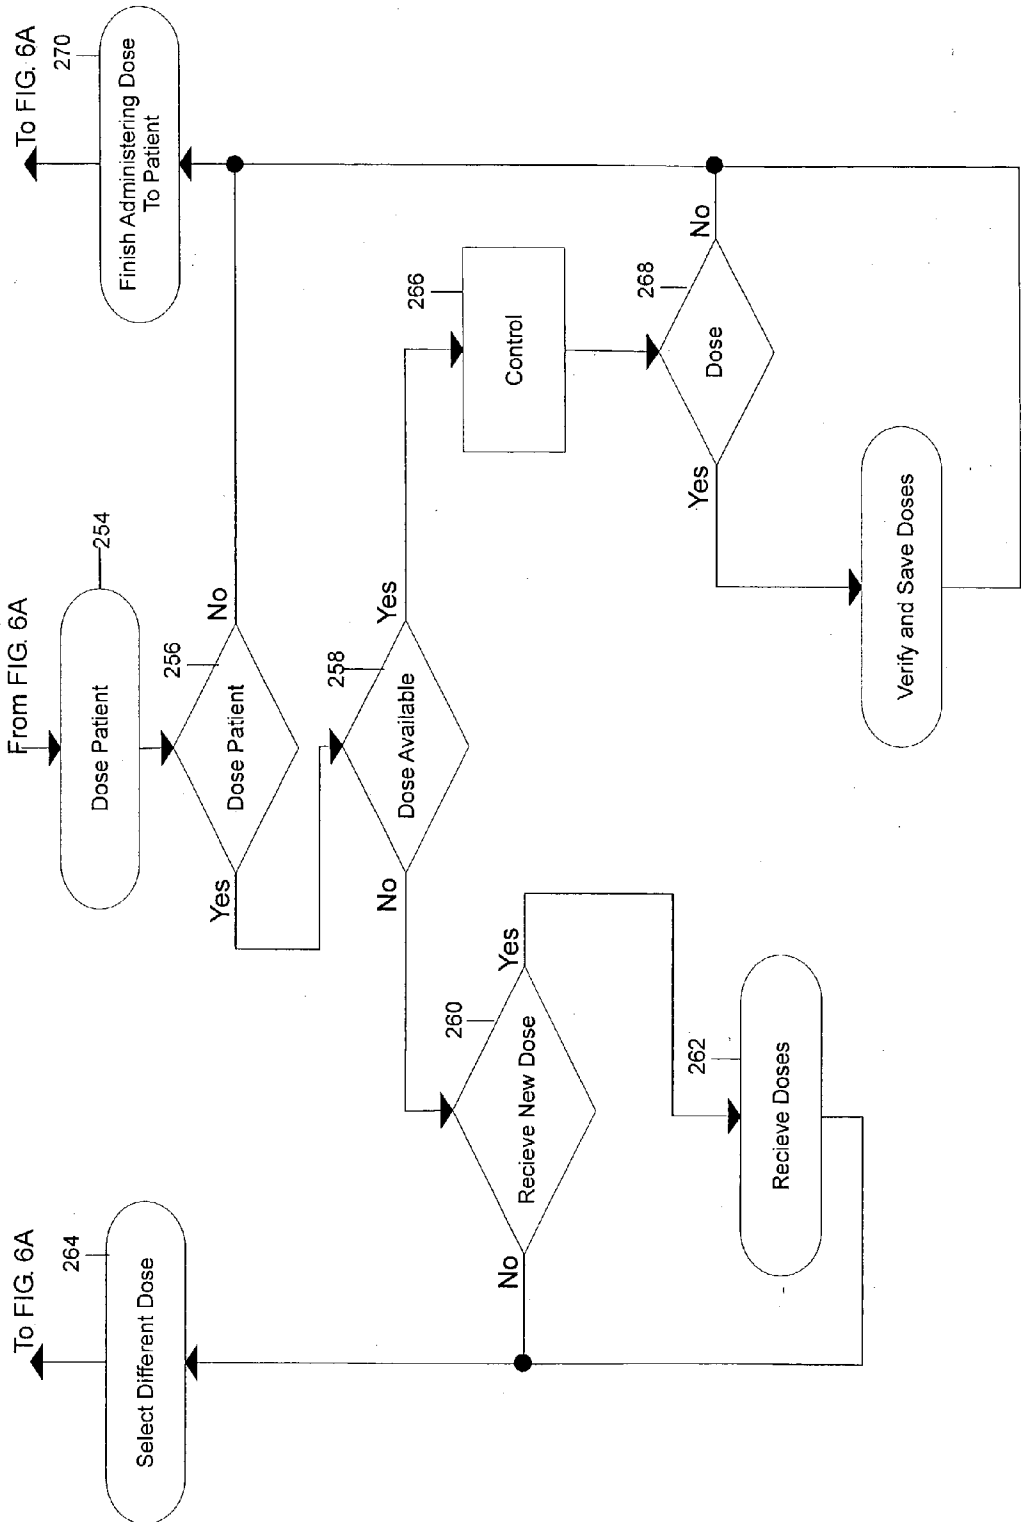 To FIG. 6A
264
Select Different Dose
From FIG. 6A
254
Dose Patient
To FIG. 6A
270
Finish Administering Dose
To Patient
256
Dose Patient
Yes
No
258
Dose Available
No
Yes
260
Recieve New Dose
No
Yes
262
Recieve Doses
266
Control
268
Dose
Yes
No
Verify and Save Doses